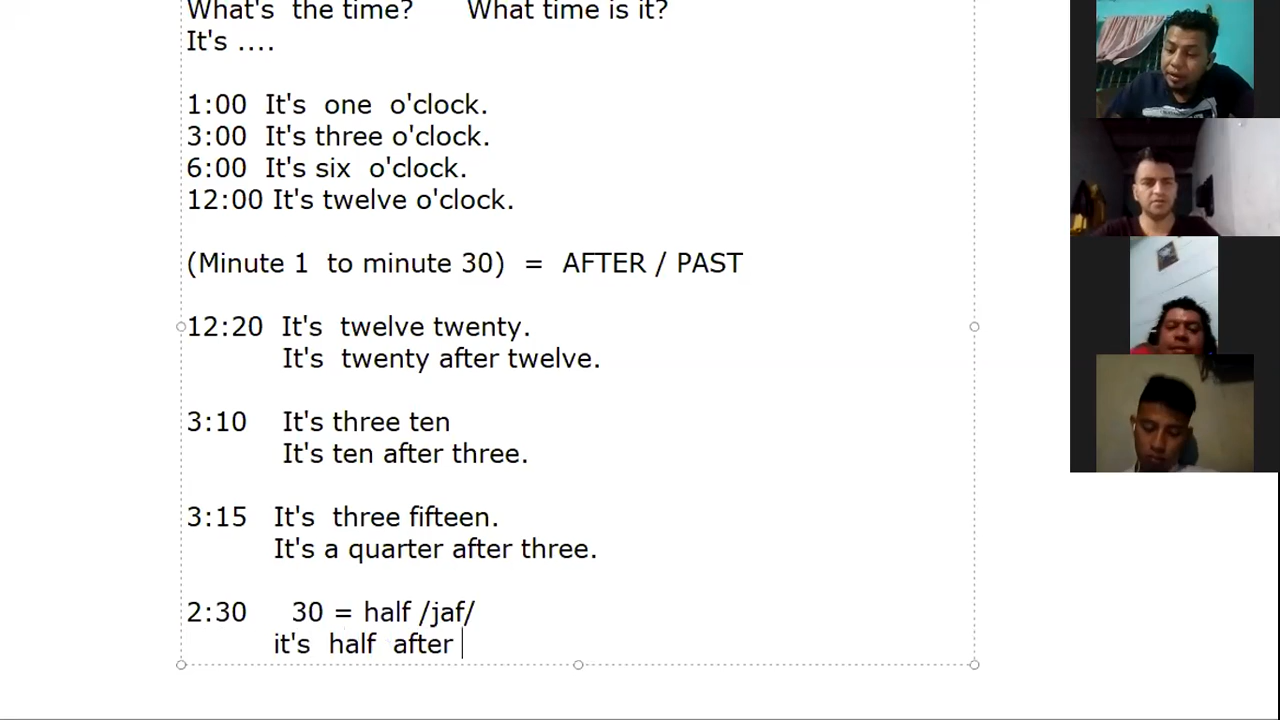 What's the time? What time is it?
It's ....
1:00 It's one o'clock.
3:00 It's three o'clock.
6:00 It's six o'clock.
12:00 It's twelve o'clock.
(Minute 1 to minute 30) = AFTER / PAST
12:20 It's twelve twenty.
It's twenty after twelve.
3:10 It's three ten
It's ten after three.
3:15 It's three fifteen.
It's a quarter after three.
2:30 30 = half /jaf/
it's half after